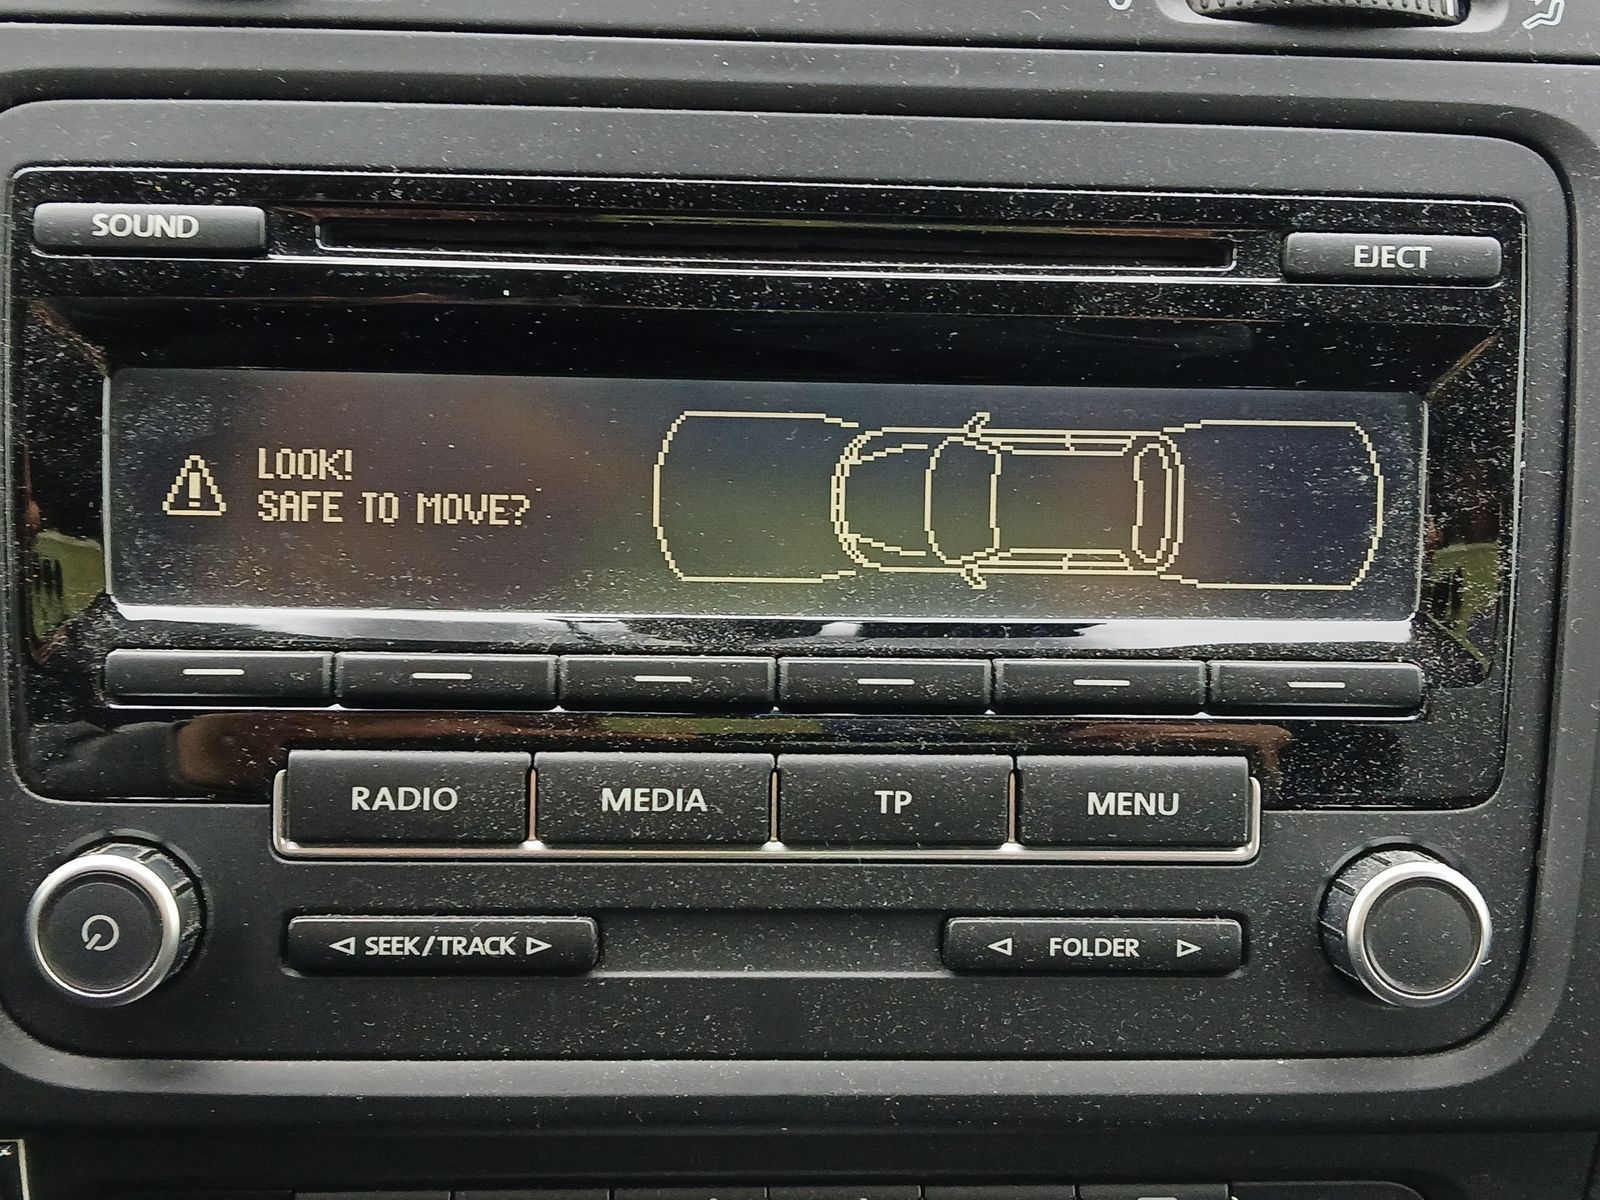 SOUND
EJECT
LOOK!
SAFE TO MOVE?
RADIO
MEDIA
TP
MENU
SEEK/TRACK
FOLDER